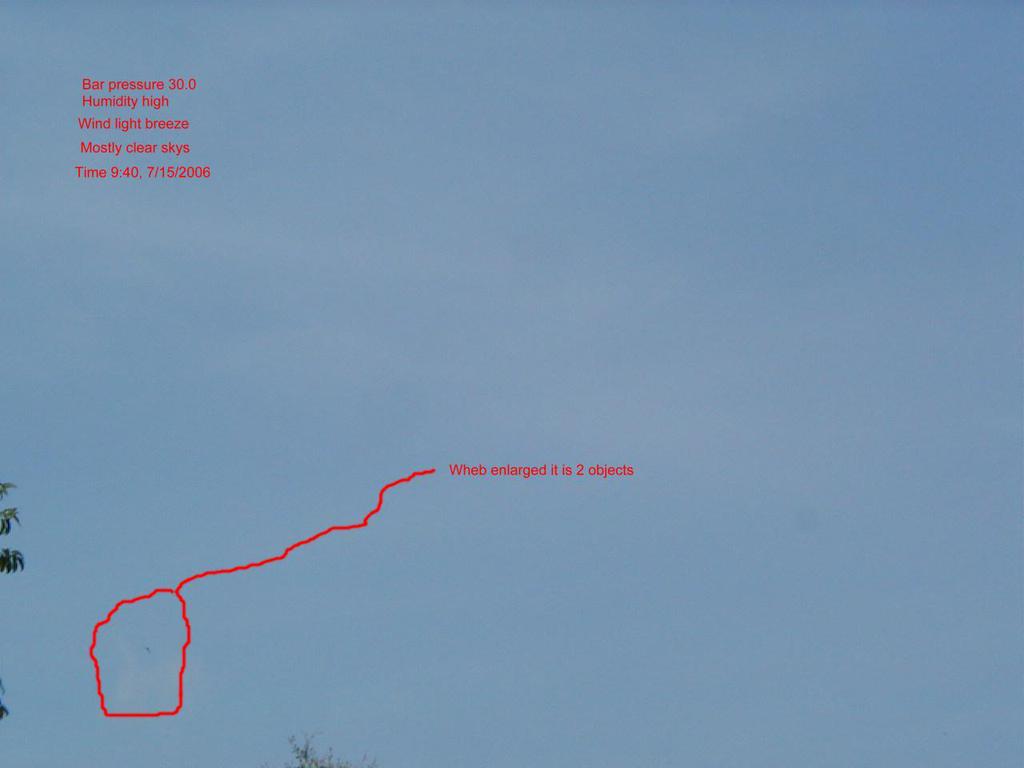 Bar pressure 30.0
Humidity high
Wind light breeze
Mostly clear skys
Time 9:40, 7/15/2006
Wheb enlarged it is 2 objects